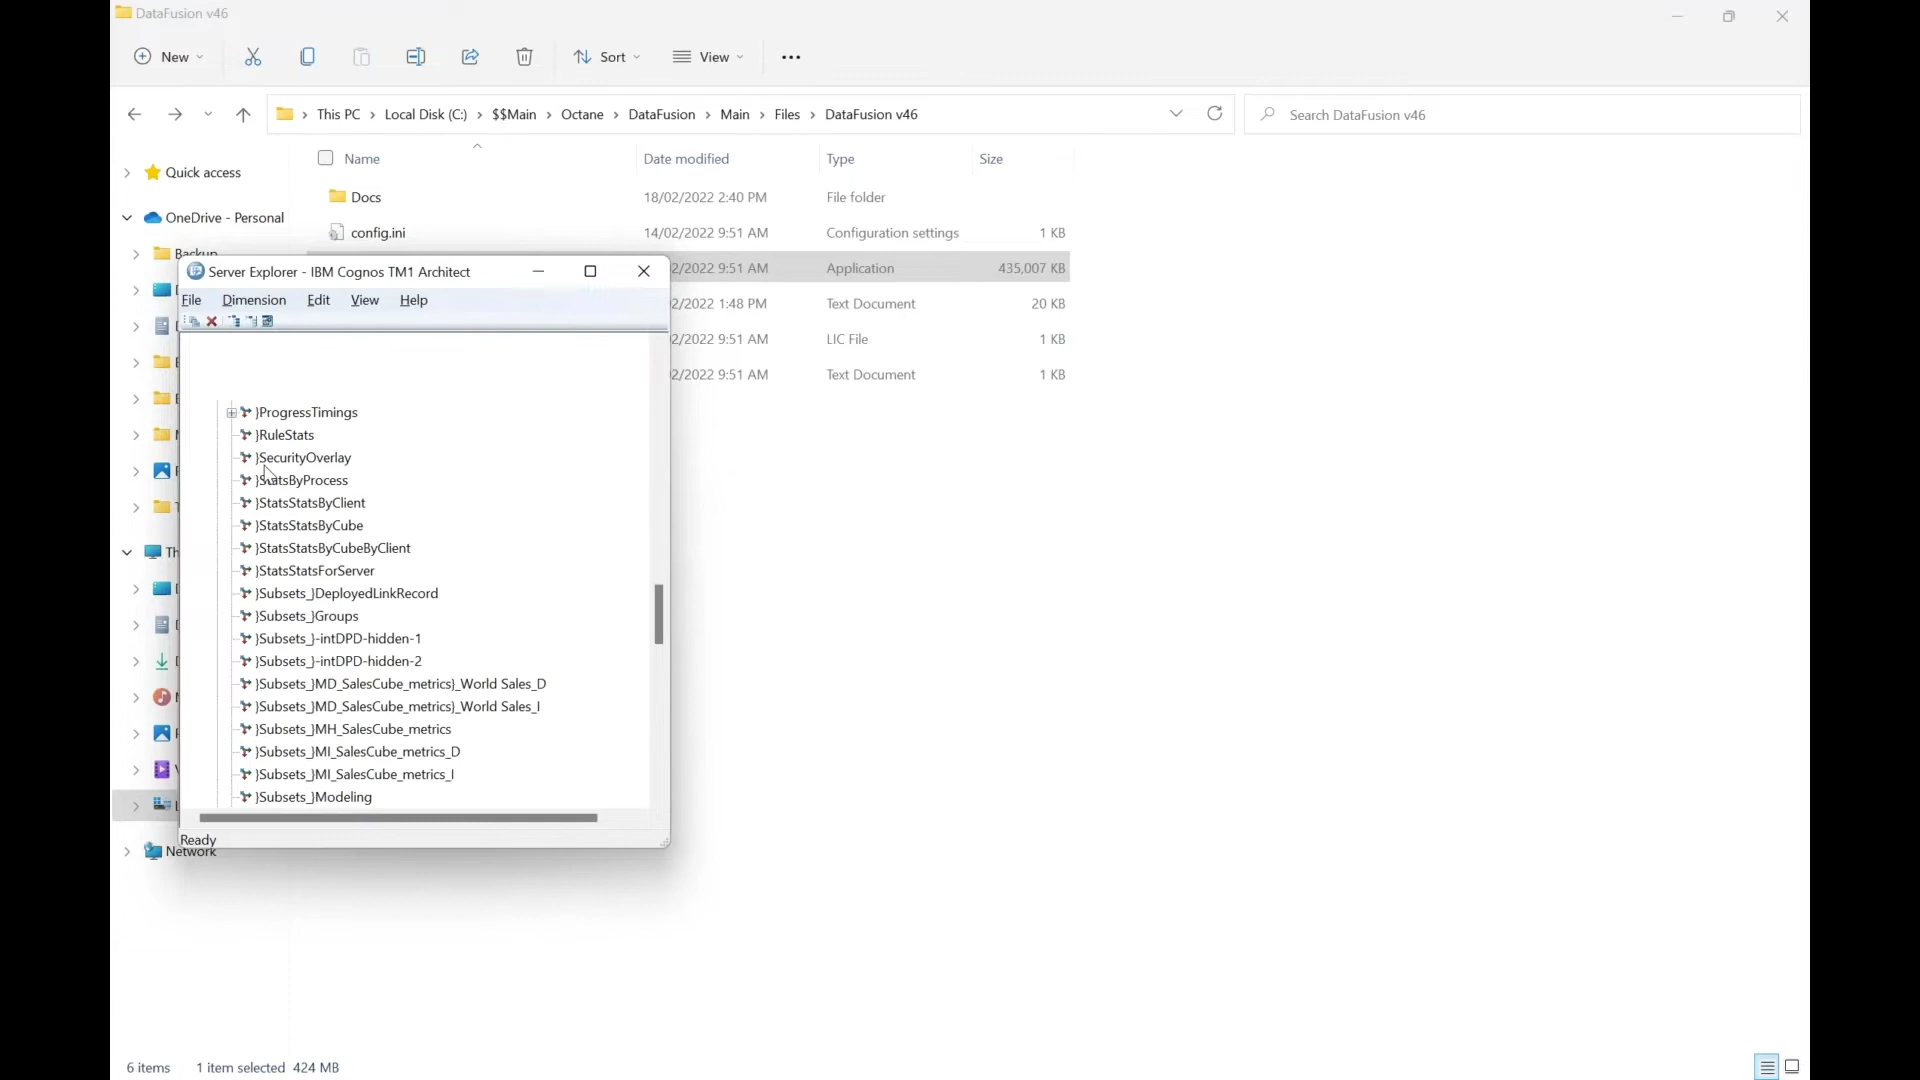 DataFusion v46
New
Sort
View
This PC > Local Disk (C:) > $$Main > Octane > DataFusion > Main > Files > DataFusion v46
Search DataFusion v46
Name Date modified Type Size
Quick access
OneDrive - Personal
Backup
Network
Docs 18/02/2022 2:40 PM File folder
config.ini 14/02/2022 9:51 AM Configuration settings 1 KB
2/2022 9:51 AM Application 435,007 KB
2/2022 1:48 PM Text Document 20 KB
2/2022 9:51 AM LIC File 1 KB
2/2022 9:51 AM Text Document 1 KB
Server Explorer - IBM Cognos TM1 Architect
File Dimension Edit View Help
}ProgressTimings
}RuleStats
}SecurityOverlay
}StatsByProcess
}StatsStatsByClient
}StatsStatsByCube
}StatsStatsByCubeByClient
}StatsStatsForServer
}Subsets_}DeployedLinkRecord
}Subsets_}Groups
}Subsets_}-intDPD-hidden-1
}Subsets_}-intDPD-hidden-2
}Subsets_}MD_SalesCube_metrics}_World Sales_D
}Subsets_}MD_SalesCube_metrics}_World Sales_I
}Subsets_}MH_SalesCube_metrics
}Subsets_}MI_SalesCube_metrics_D
}Subsets_}MI_SalesCube_metrics_I
}Subsets_}Modeling
Ready
6 items 1 item selected 424 MB